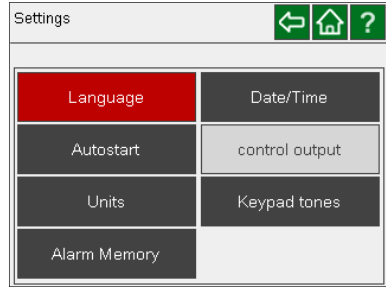 Settings
?
Language
Date/Time
Autostart
control output
Units
Keypad tones
Alarm Memory